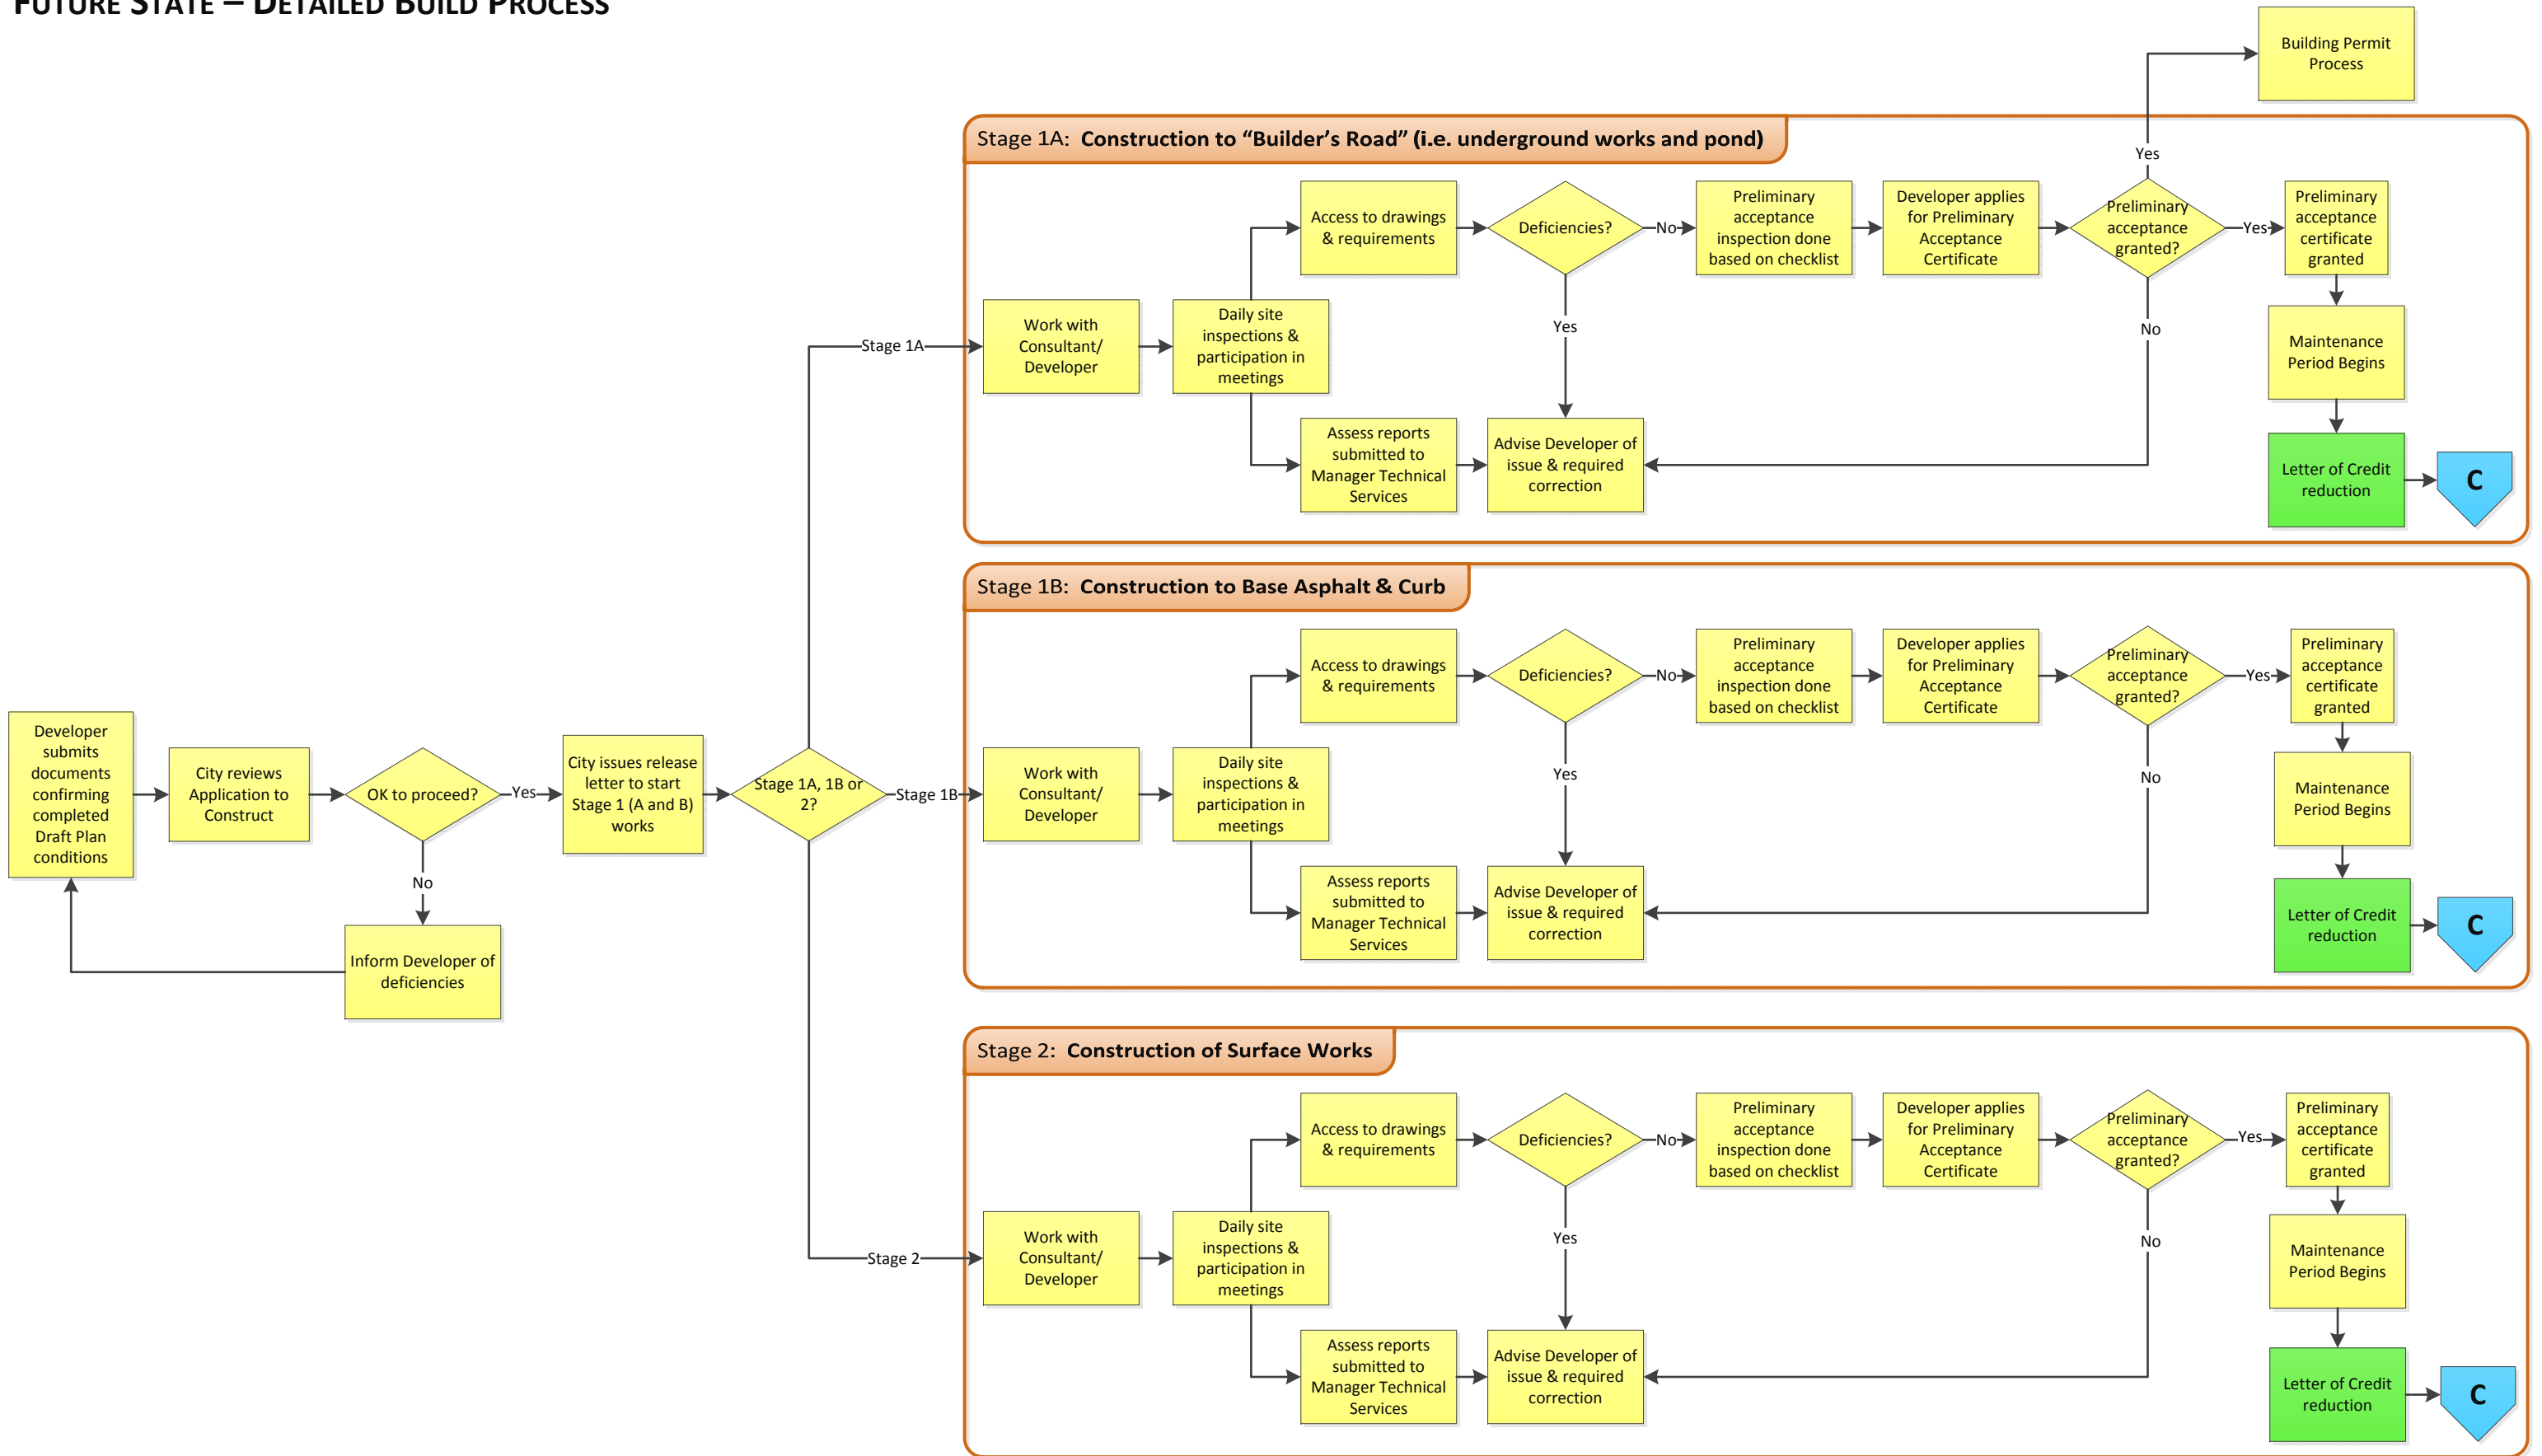 FUTURE STATE – DETAILED BUILD PROCESS
Building Permit
Process
Stage 1A: Construction to “Builder’s Road” (i.e. underground works and pond)
Yes
Access to drawings
& requirements
Deficiencies?
No
Preliminary
acceptance
inspection done
based on checklist
Developer applies
for Preliminary
Acceptance
Certificate
Preliminary
acceptance
granted?
Yes
Preliminary
acceptance
certificate
granted
Stage 1A
Work with
Consultant/
Developer
Daily site
inspections &
participation in
meetings
Yes
No
Maintenance
Period Begins
Assess reports
submitted to
Manager Technical
Services
Advise Developer of
issue & required
correction
Letter of Credit
reduction
C
Stage 1B: Construction to Base Asphalt & Curb
Access to drawings
& requirements
Deficiencies?
No
Preliminary
acceptance
inspection done
based on checklist
Developer applies
for Preliminary
Acceptance
Certificate
Preliminary
acceptance
granted?
Yes
Preliminary
acceptance
certificate
granted
Developer
submits
documents
confirming
completed
Draft Plan
conditions
City reviews
Application to
Construct
OK to proceed?
Yes
City issues release
letter to start
Stage 1 (A and B)
works
Stage 1A, 1B or
2?
Stage 1B
Work with
Consultant/
Developer
Daily site
inspections &
participation in
meetings
Yes
No
Maintenance
Period Begins
No
Inform Developer of
deficiencies
Assess reports
submitted to
Manager Technical
Services
Advise Developer of
issue & required
correction
Letter of Credit
reduction
C
Stage 2: Construction of Surface Works
Access to drawings
& requirements
Deficiencies?
No
Preliminary
acceptance
inspection done
based on checklist
Developer applies
for Preliminary
Acceptance
Certificate
Preliminary
acceptance
granted?
Yes
Preliminary
acceptance
certificate
granted
Stage 2
Work with
Consultant/
Developer
Daily site
inspections &
participation in
meetings
Yes
No
Maintenance
Period Begins
Assess reports
submitted to
Manager Technical
Services
Advise Developer of
issue & required
correction
Letter of Credit
reduction
C